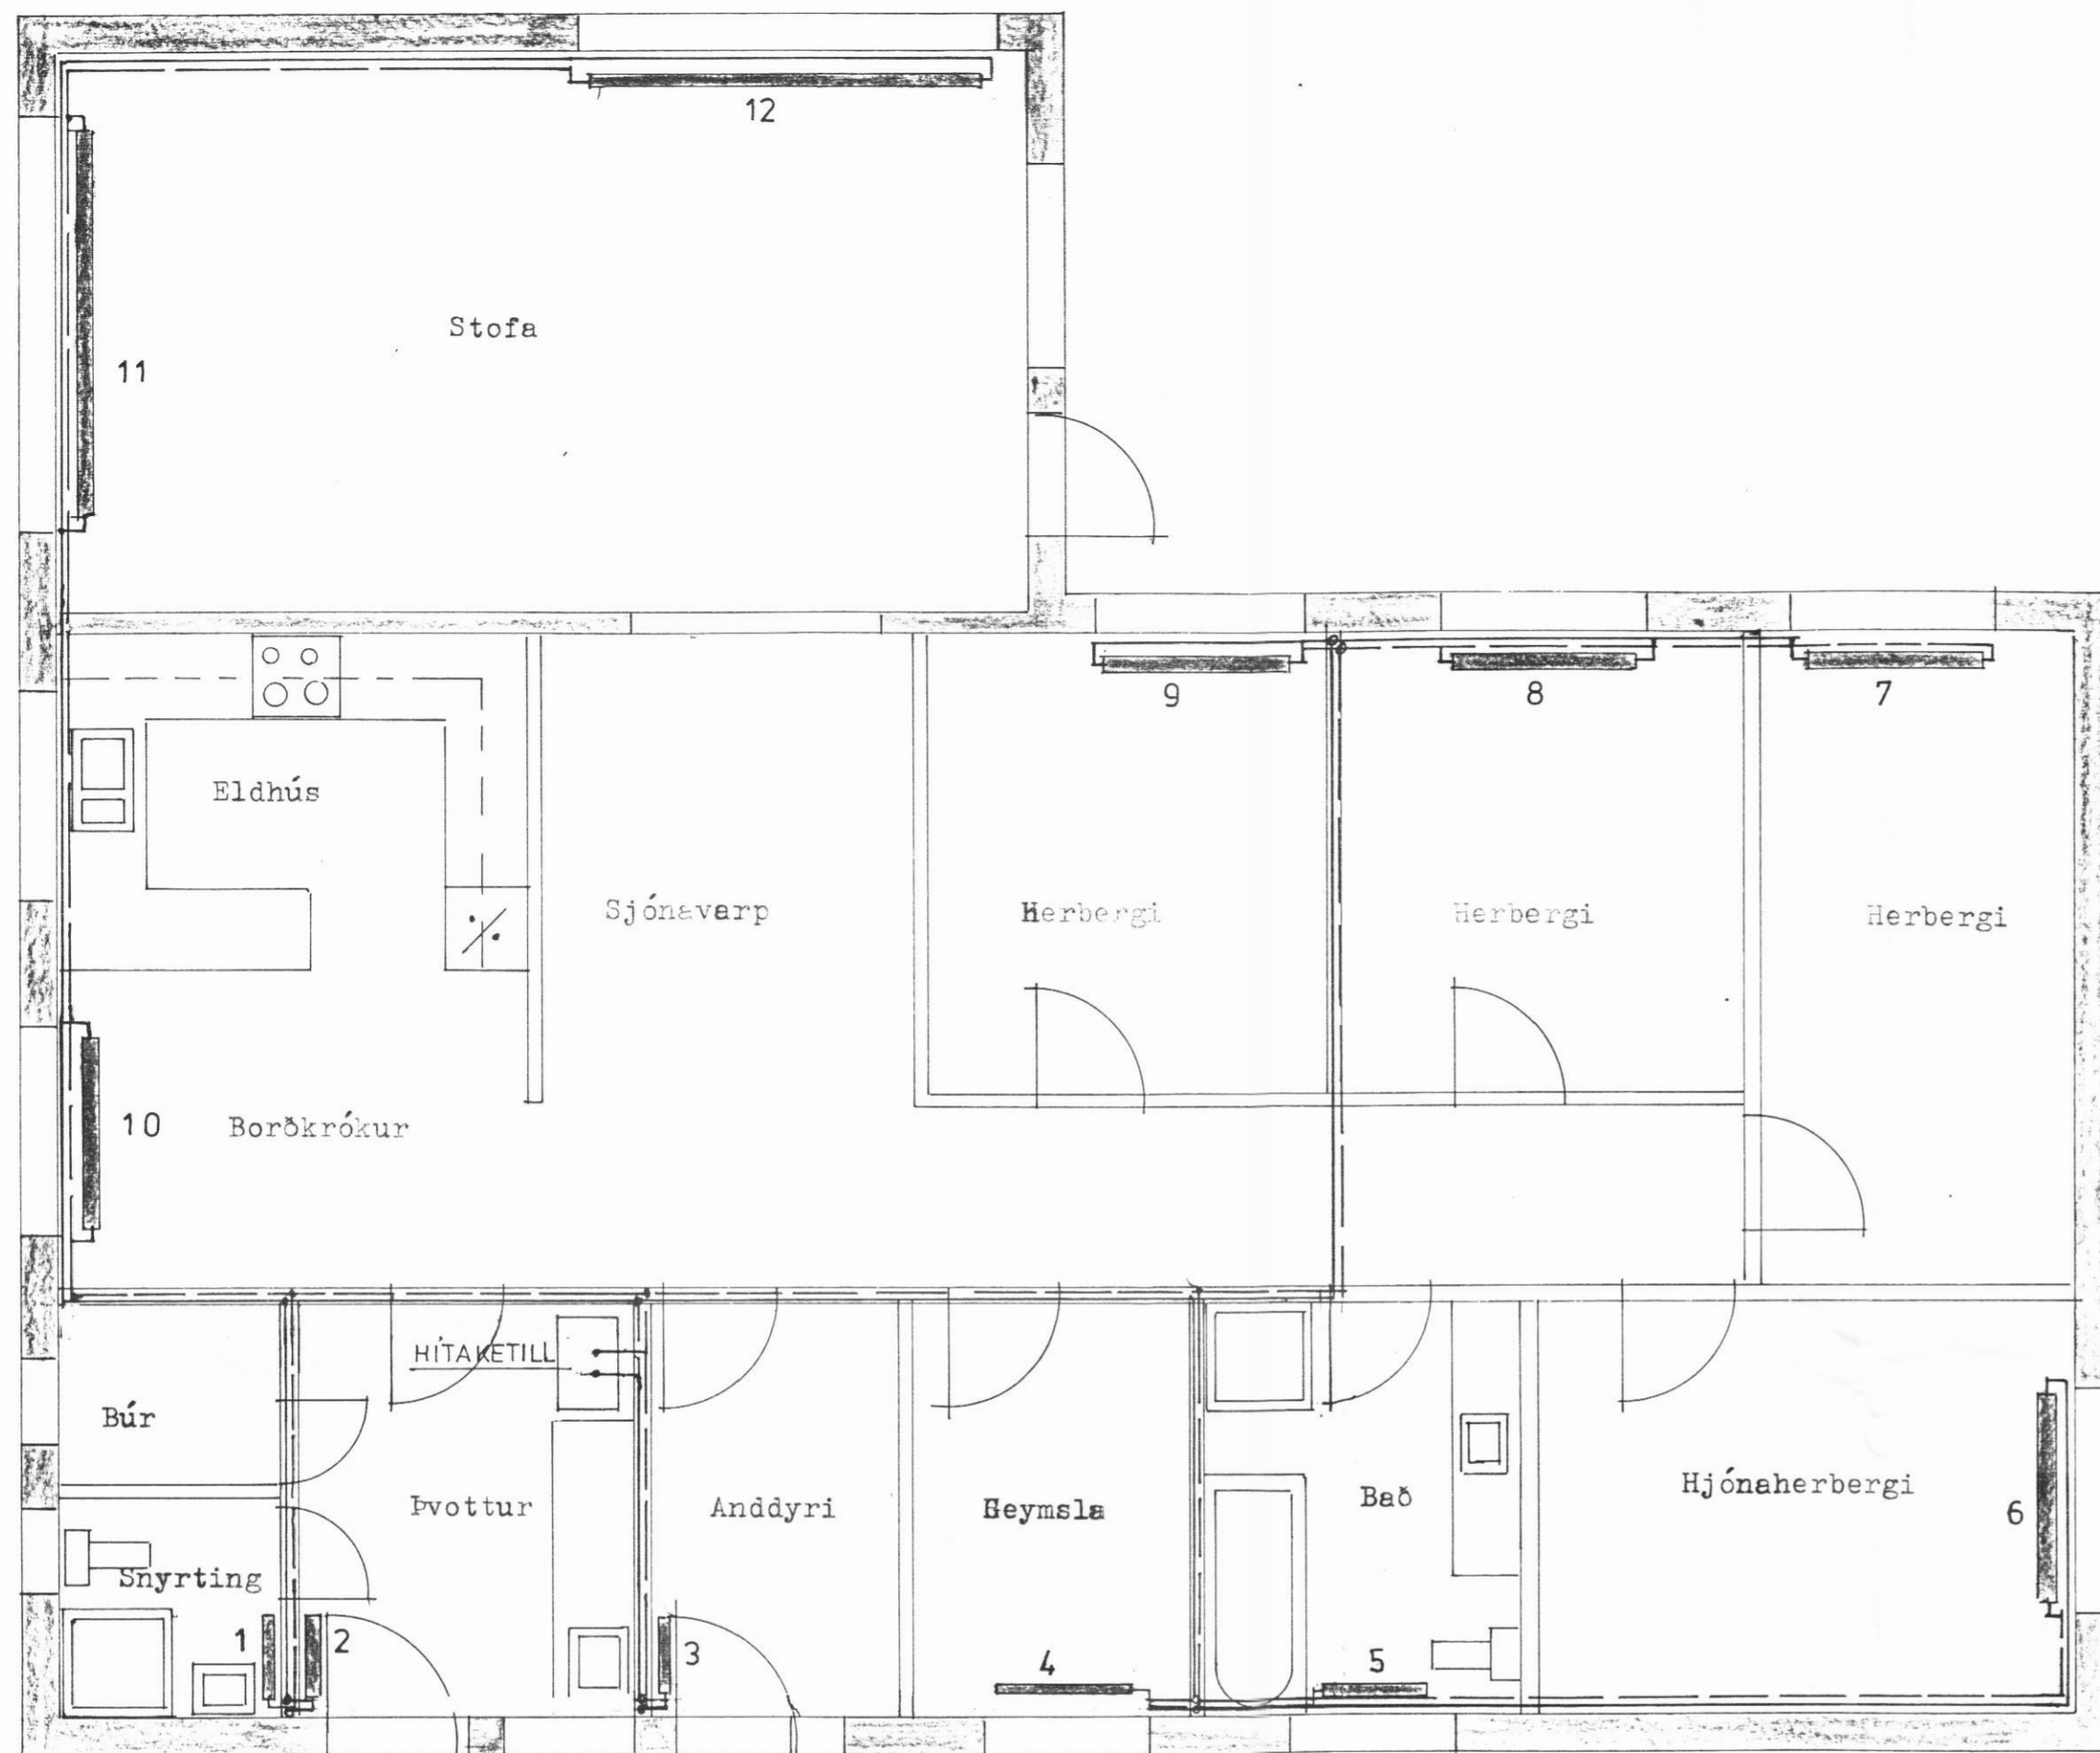 12
Stofa
11
9
8
7
Eldhús
Sjónavarp
Herbergi
Herbergi
Herbergi
10
Borðkrókur
HÍTAKETILL
Búr
Þvottur
Anddyri
Geymsla
Bað
Hjónaherbergi
6
Snyrting
1
2
3
4
5